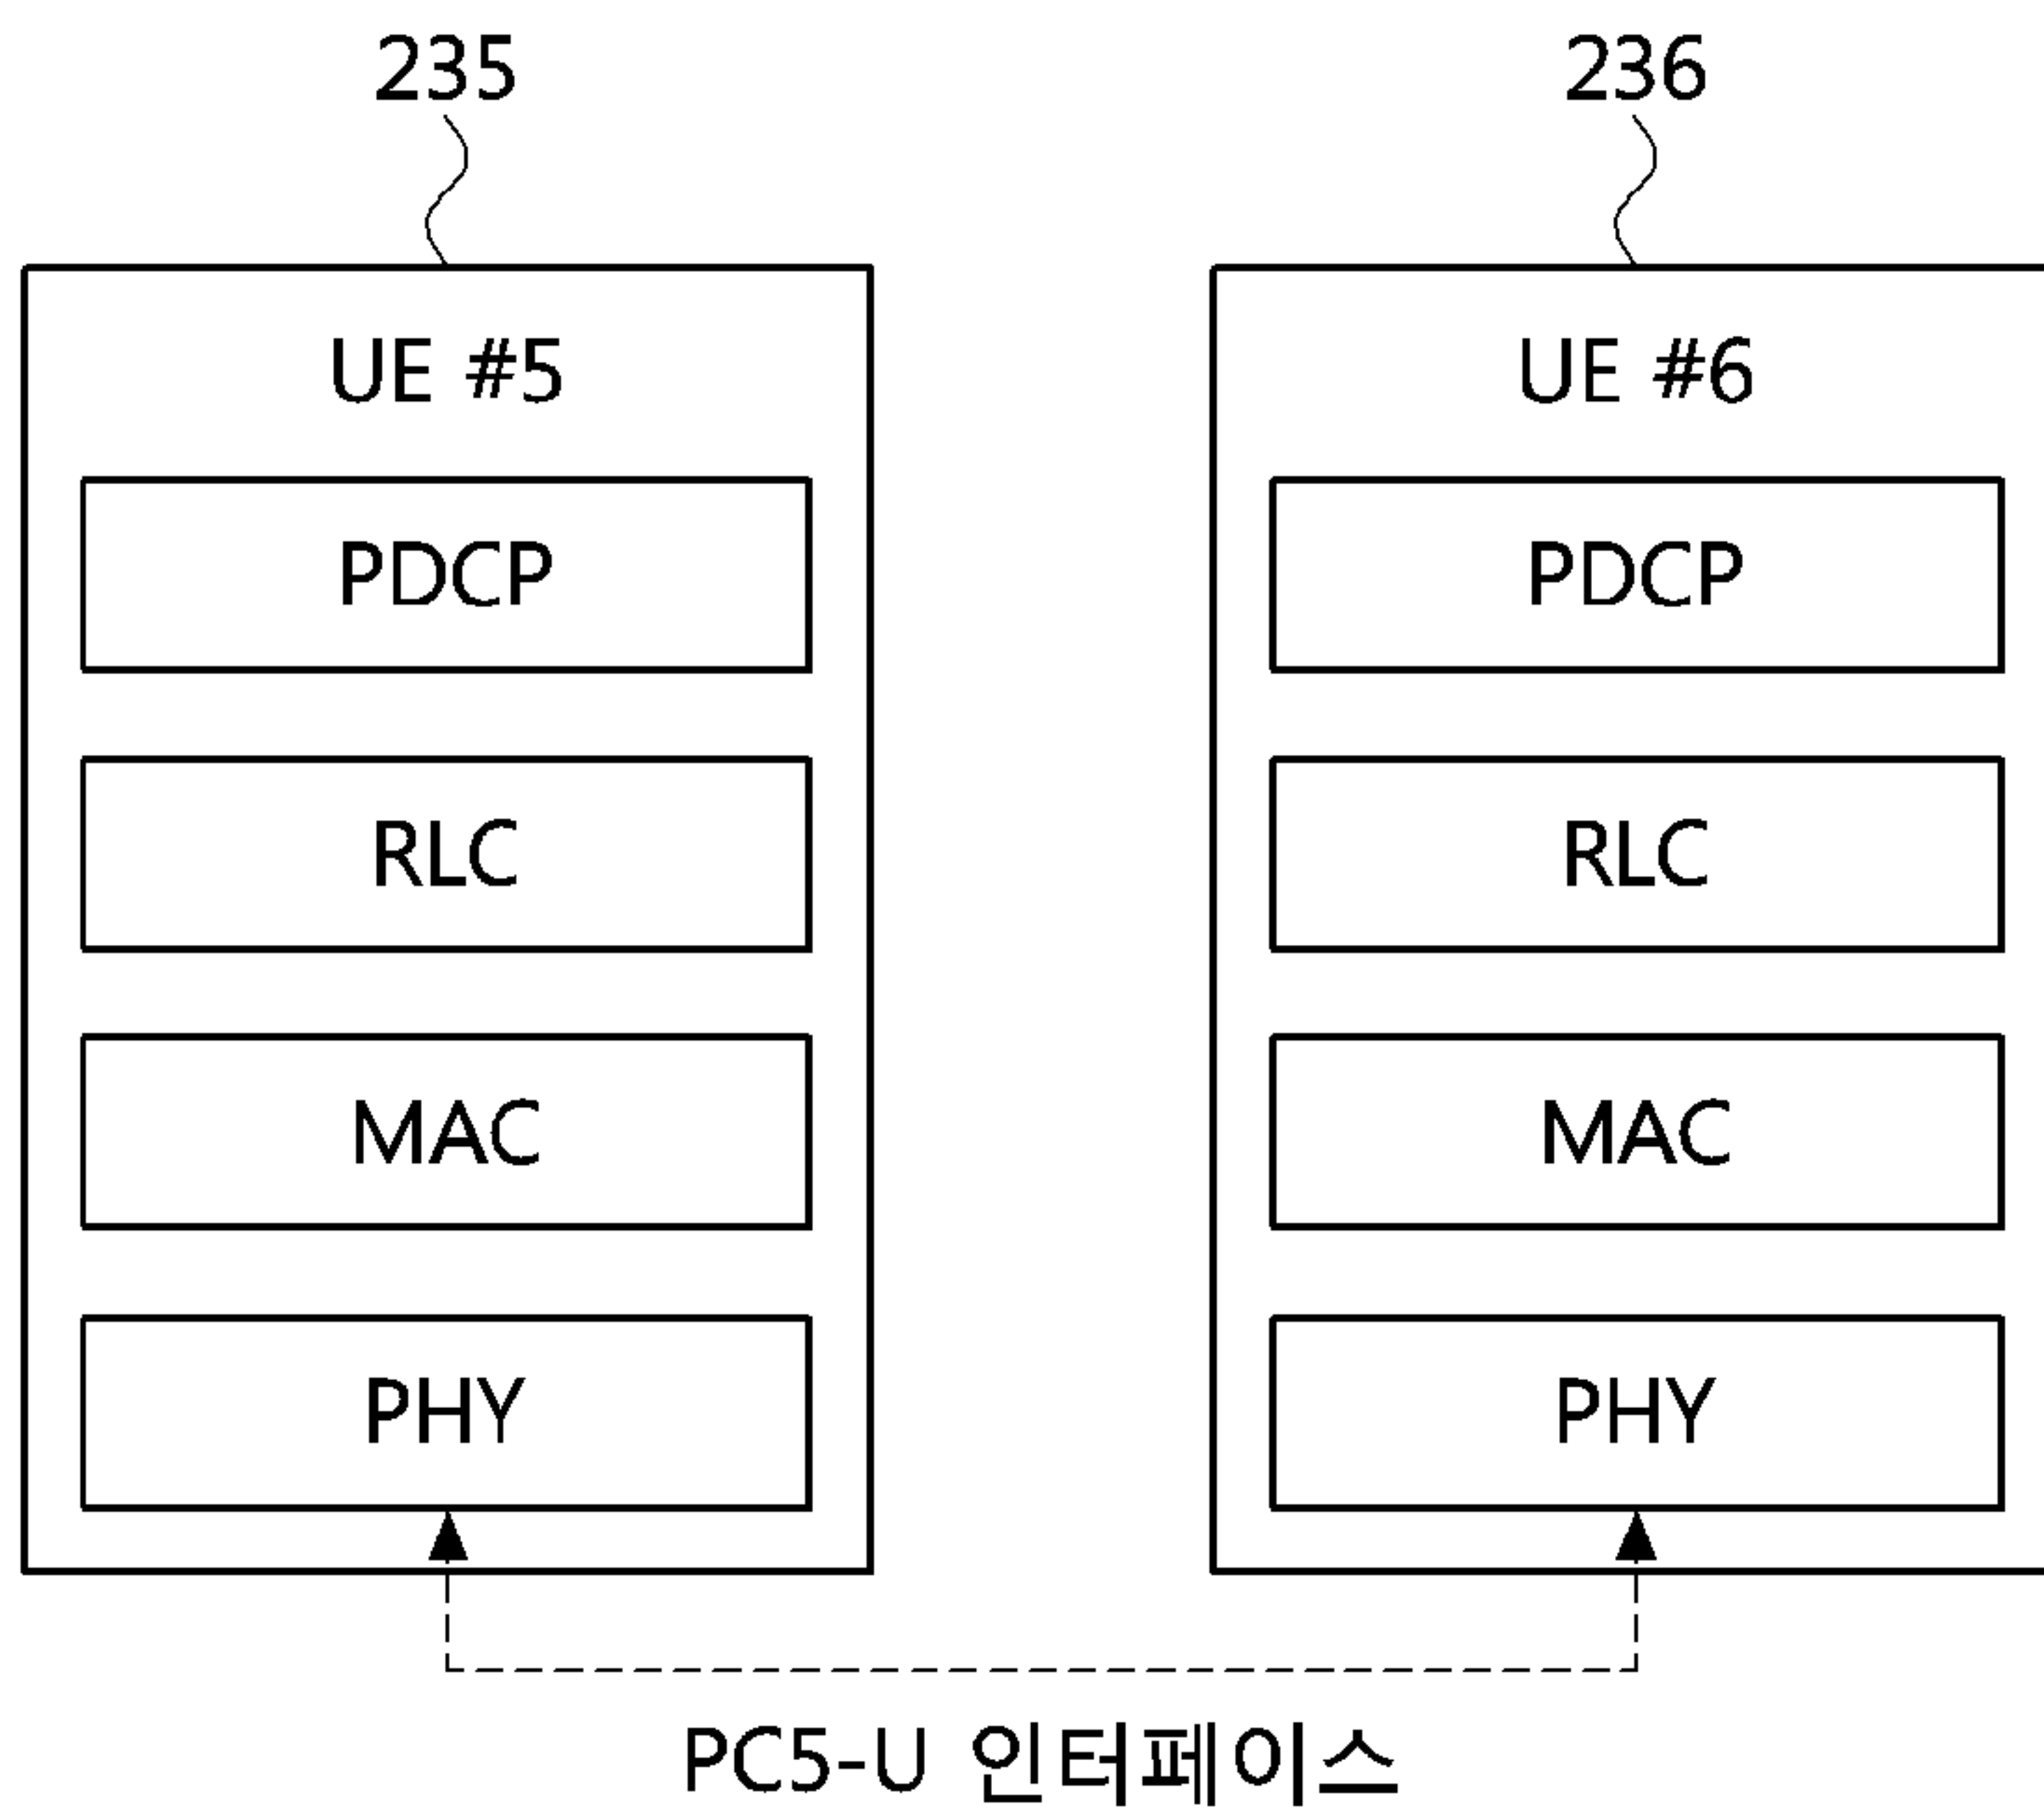 235
236
UE #5
UE #6
PDCP
PDCP
RLC
RLC
MAC
MAC
PHY
PHY
PC5-U 인터페이스